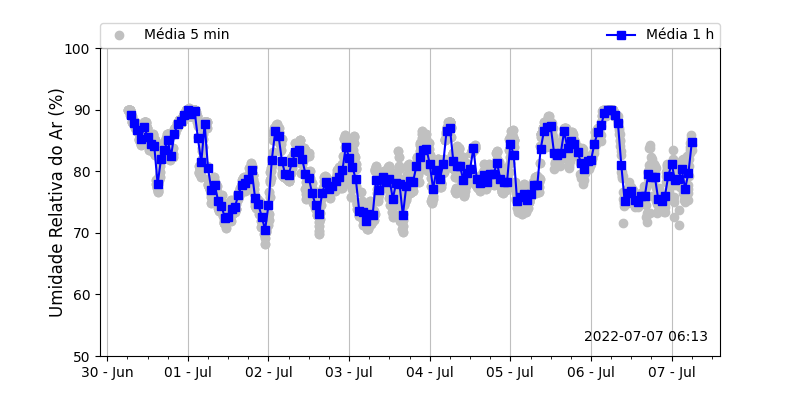 Média 5 min
Média 1 h
Umidade Relativa do Ar (%)
100
90
80
70
60
50
2022-07-07 06:13
30 - Jun
01 - Jul
02 - Jul
03 - Jul
04 - Jul
05 - Jul
06 - Jul
07 - Jul